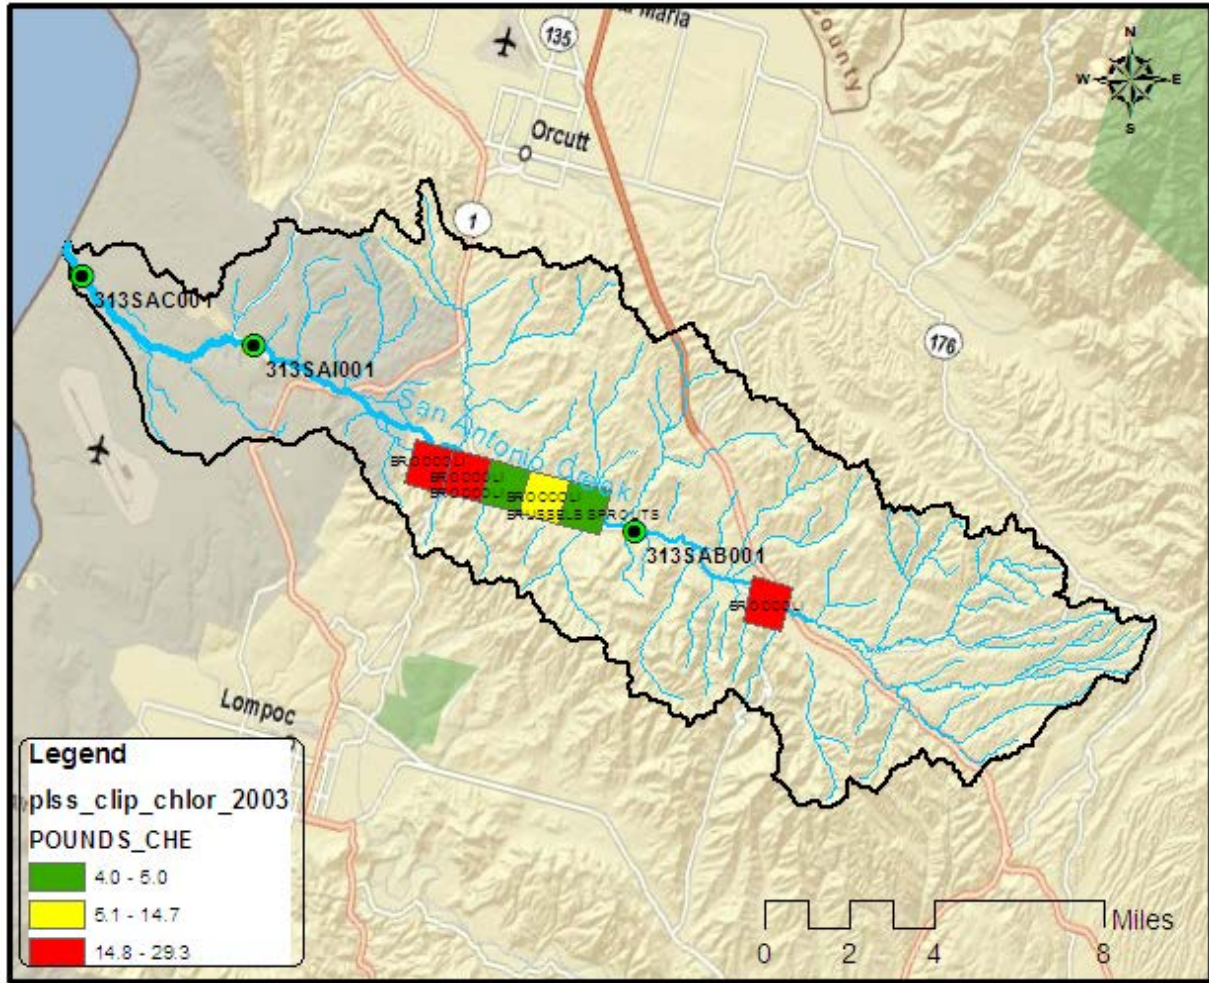 a Maria
County
135
N
W E
S
Orcutt
1
313SAC001
176
313SAI001
San Antonio Creek
BROCCOLI
BROCCOLI
BROCCOLI
BROCCOLI
BRUSSELS SPROUTS
313SAB001
BROCCOLI
Lompoc
Legend
plss_clip_chlor_2003
POUNDS_CHE
4.0 - 5.0
5.1 - 14.7
14.8 - 29.3
Miles
0 2 4 8